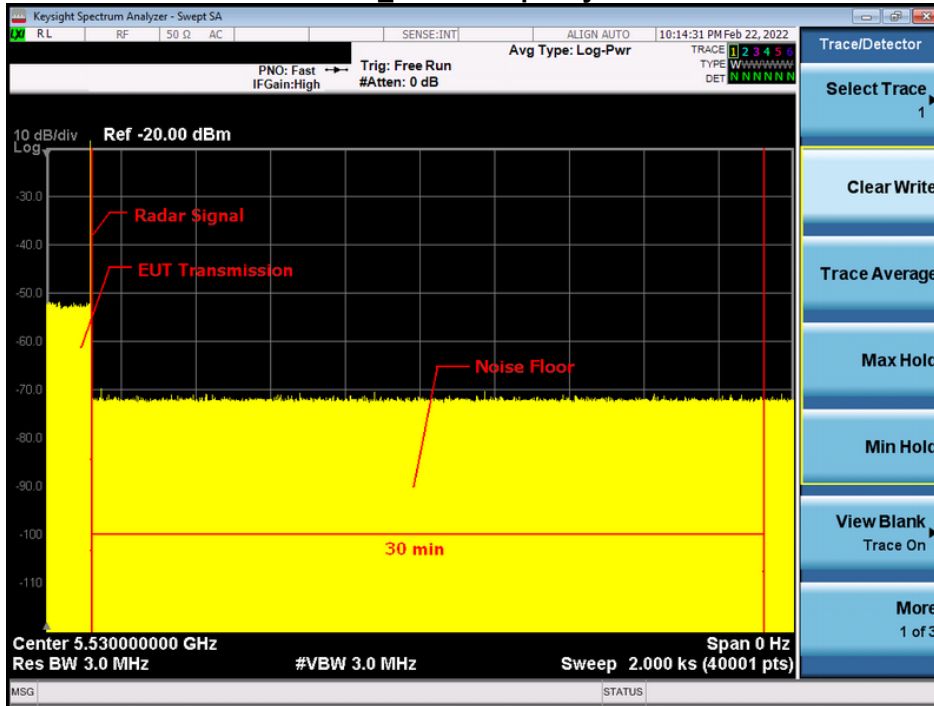 Keysight Spectrum Analyzer - Swept SA
LXI RL RF 50 Ω AC SENSE:INT ALIGN AUTO 10:14:31 PM Feb 22, 2022
Avg Type: Log-Pwr
TRACE 1 2 3 4 5 6
TYPE WWWWWW
DET N N N N N N
PNO: Fast
IFGain:High
Trig: Free Run
#Atten: 0 dB
10 dB/div Ref -20.00 dBm
Log
-30.0
-40.0
-50.0
-60.0
-70.0
-80.0
-90.0
-100
-110
Radar Signal
EUT Transmission
Noise Floor
30 min
Center 5.530000000 GHz Span 0 Hz
Res BW 3.0 MHz #VBW 3.0 MHz Sweep 2.000 ks (40001 pts)
MSG STATUS
Trace/Detector
Select Trace
1
Clear Write
Trace Average
Max Hold
Min Hold
View Blank
Trace On
More
1 of 3